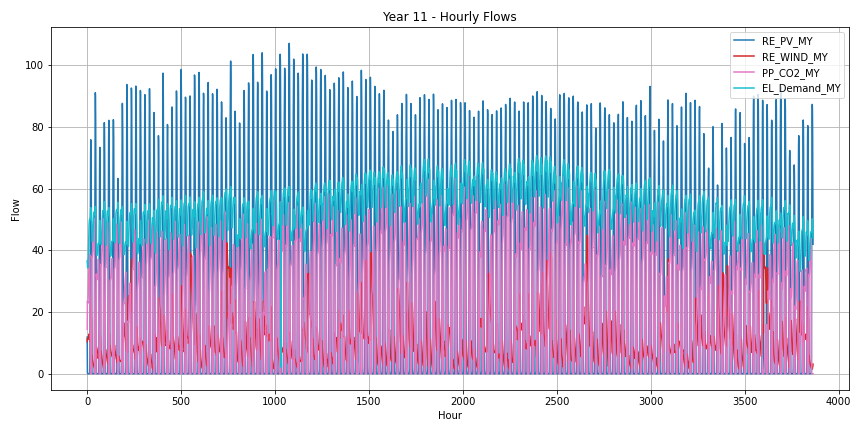 Year 11 - Hourly Flows
RE_PV_MY
RE_WIND_MY
PP_CO2_MY
EL_Demand_MY
Flow
100
80
60
40
20
0
0 500 1000 1500 2000 2500 3000 3500 4000
Hour